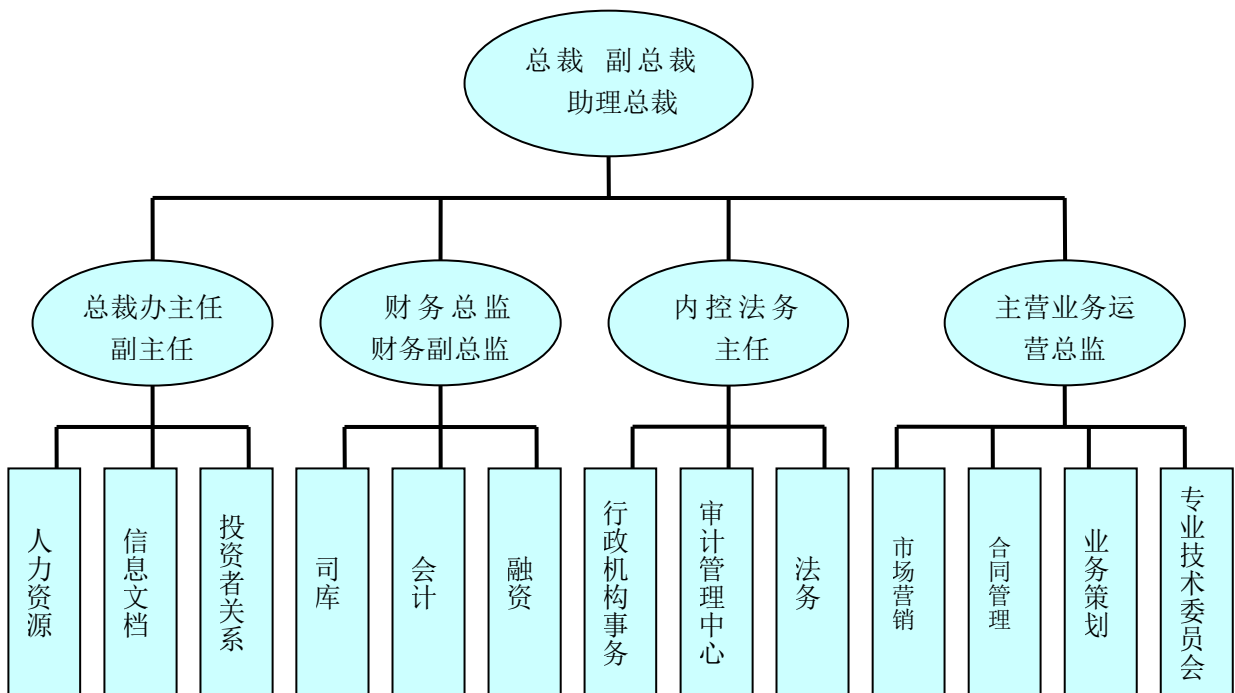 总裁 副总裁
助理总裁
总裁办主任
副主任
财务总监
财务副总监
内控法务
主任
主营业务运
营总监
人力资源
信息文档
投资者关系
司库
会计
融资
行政机构事务
审计管理中心
法务
市场营销
合同管理
业务策划
专业技术委员会